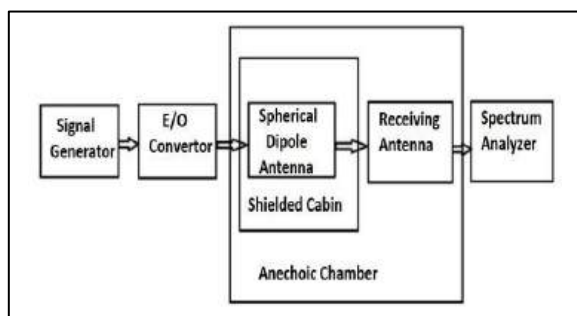 Signal
Generator
E/O
Convertor
Spherical
Dipole
Antenna
Shielded Cabin
Receiving
Antenna
Spectrum
Analyzer
Anechoic Chamber